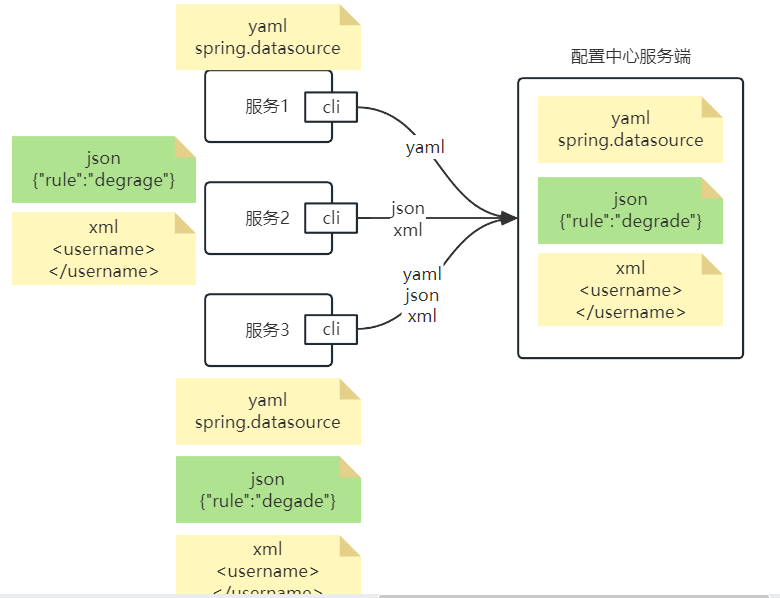 yaml
spring.datasource
服务1
cli
yaml
json
{"rule":"degrage"}
xml
<username>
</username>
服务2
cli
json
xml
服务3
cli
yaml
json
xml
yaml
spring.datasource
json
{"rule":"degade"}
xml
<username>
</username>
配置中心服务端
yaml
spring.datasource
json
{"rule":"degrade"}
xml
<username>
</username>